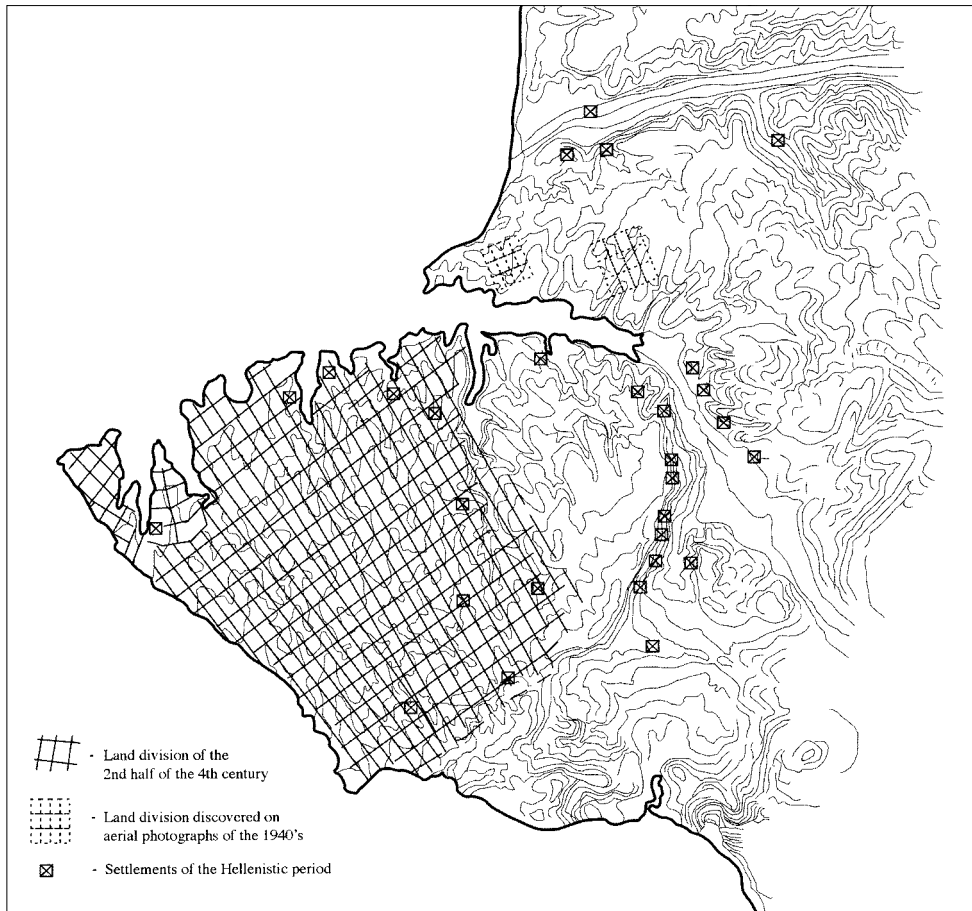 - Land division of the
2nd half of the 4th century
- Land division discovered on
aerial photographs of the 1940's
- Settlements of the Hellenistic period